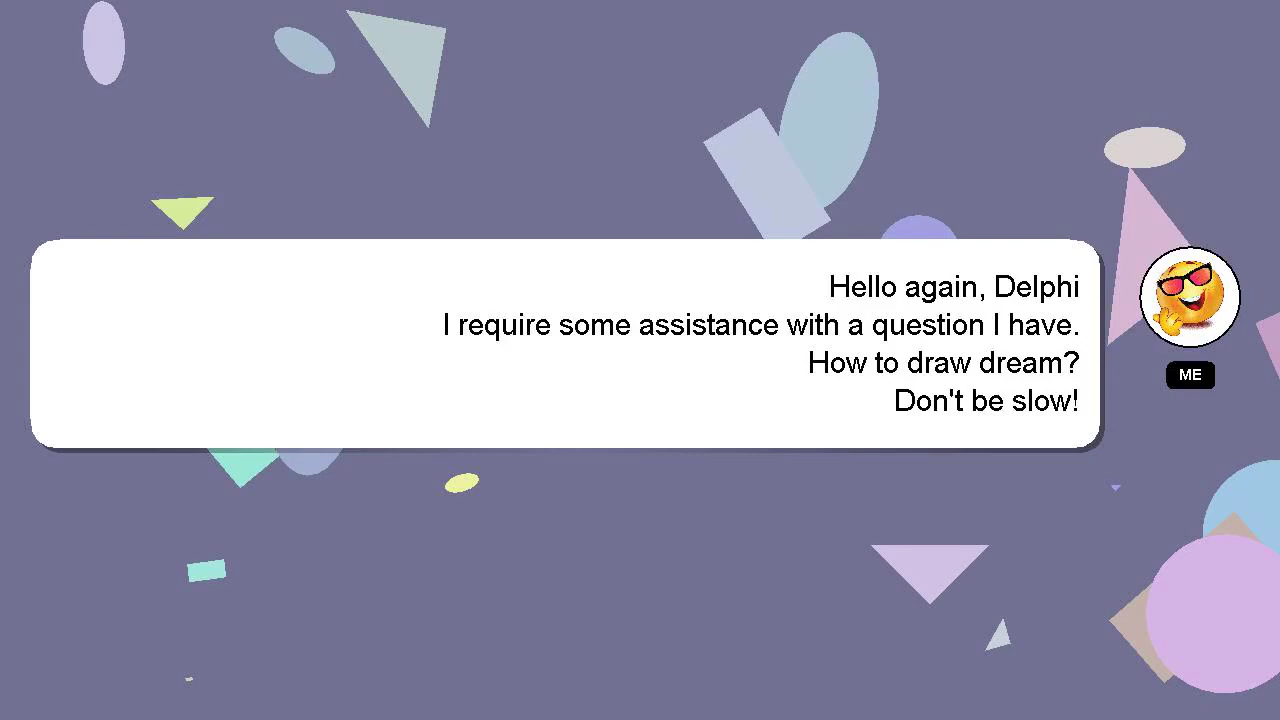 Hello again, Delphi
I require some assistance with a question I have.
How to draw dream?
Don't be slow!
ME